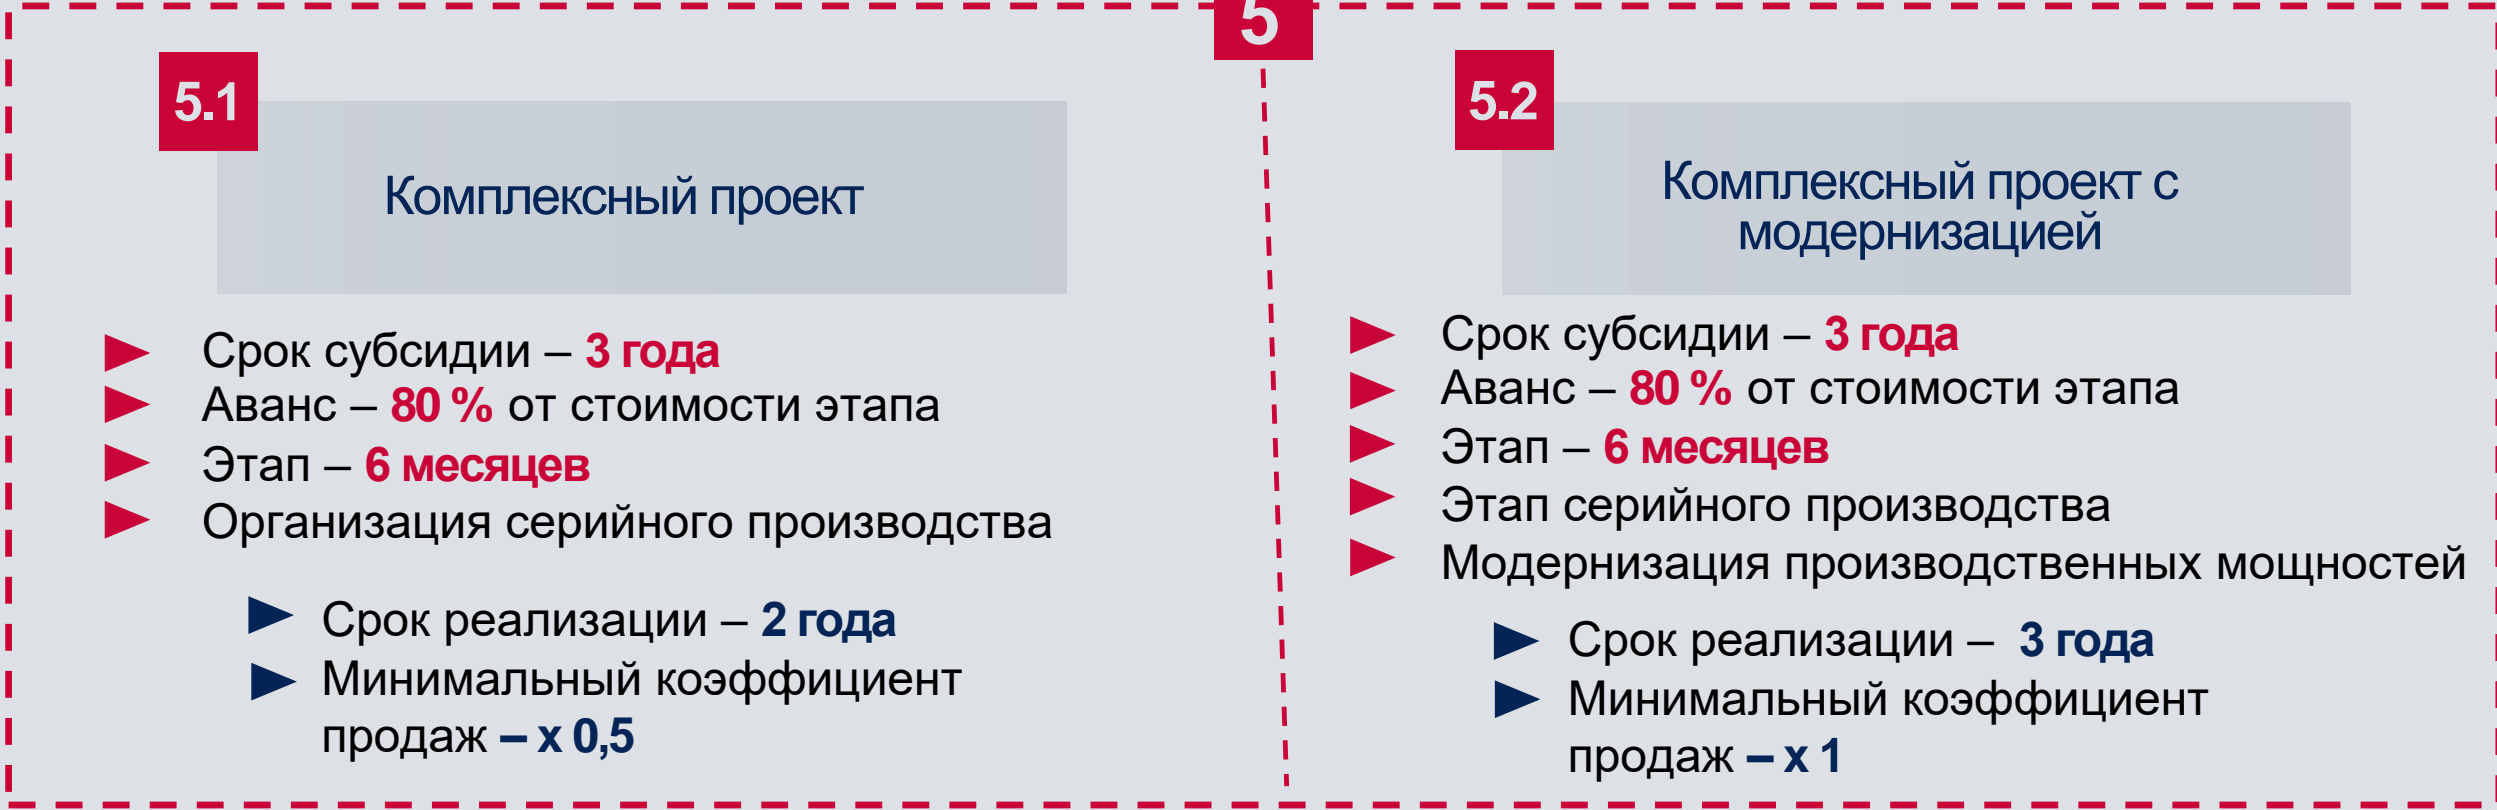 5
5.1
Комплексный проект
Срок субсидии – 3 года
Аванс – 80 % от стоимости этапа
Этап – 6 месяцев
Организация серийного производства
Срок реализации – 2 года
Минимальный коэффициент
продаж – х 0,5
5.2
Комплексный проект с
модернизацией
Срок субсидии – 3 года
Аванс – 80 % от стоимости этапа
Этап – 6 месяцев
Этап серийного производства
Модернизация производственных мощностей
Срок реализации – 3 года
Минимальный коэффициент
продаж – х 1